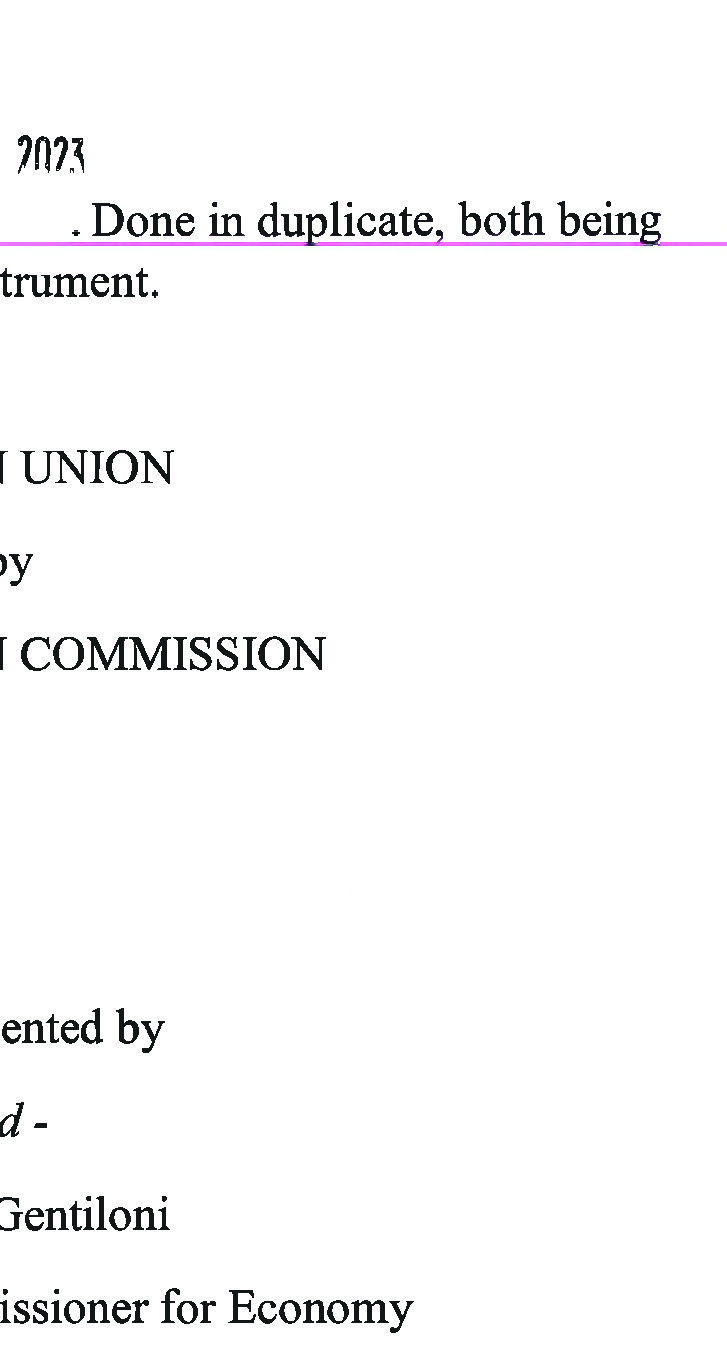 2023
. Done in duplicate, both being
trument.
N UNION
by
N COMMISSION
ented by
d -
Gentiloni
issioner for Economy